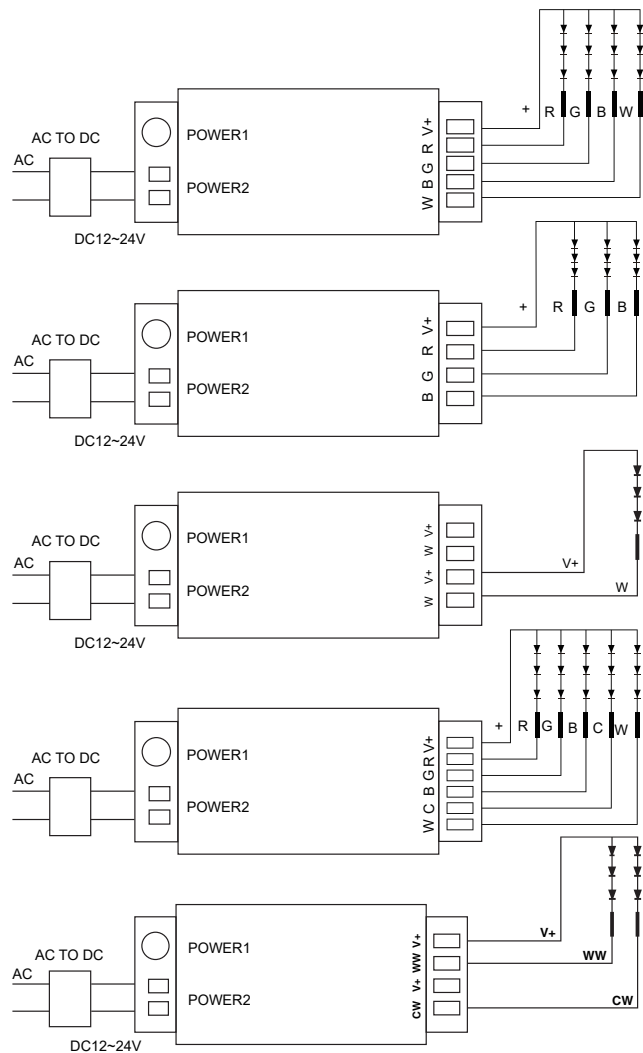 + R G B W
AC TO DC
AC
POWER1
POWER2
V+
R
G
B
W
DC12~24V
+ R G B
AC TO DC
AC
POWER1
POWER2
V+
R
G
B
DC12~24V
AC TO DC
AC
POWER1
POWER2
V+
W
V+
W
V+
W
DC12~24V
+ R G B C W
AC TO DC
AC
POWER1
POWER2
V+
R
G
B
C
W
AC TO DC
AC
POWER1
POWER2
V+
WW
V+
CW
V+
WW
CW
DC12~24V